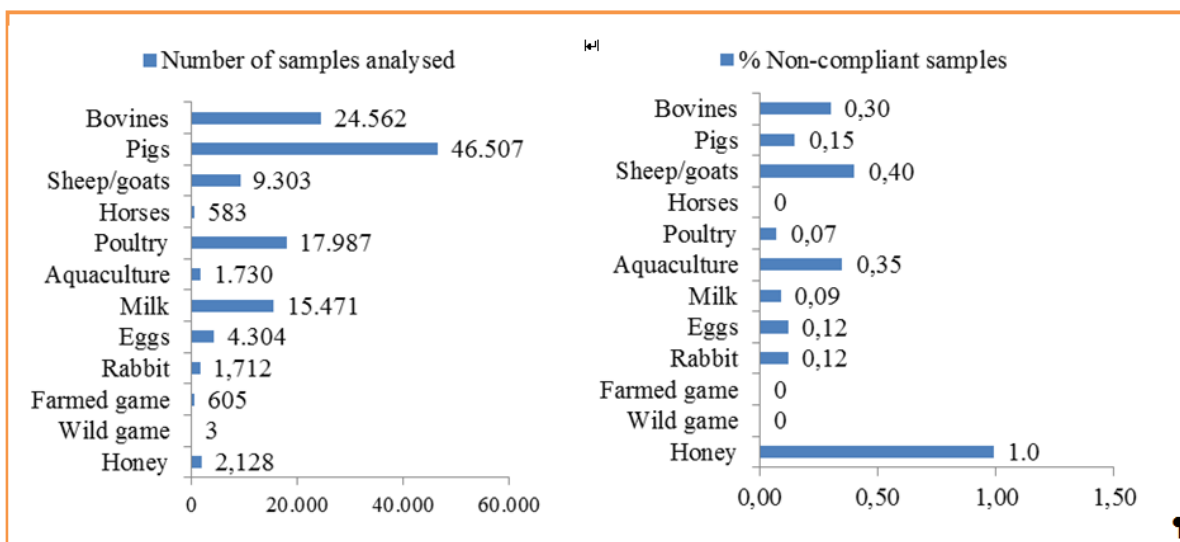 Number of samples analysed
Bovines 24.562
Pigs 46.507
Sheep/goats 9.303
Horses 583
Poultry 17.987
Aquaculture 1.730
Milk 15.471
Eggs 4.304
Rabbit 1,712
Farmed game 605
Wild game 3
Honey 2,128
0 20.000 40.000 60.000
% Non-compliant samples
Bovines 0,30
Pigs 0,15
Sheep/goats 0,40
Horses 0
Poultry 0,07
Aquaculture 0,35
Milk 0,09
Eggs 0,12
Rabbit 0,12
Farmed game 0
Wild game 0
Honey 1.0
0,00 0,50 1,00 1,50